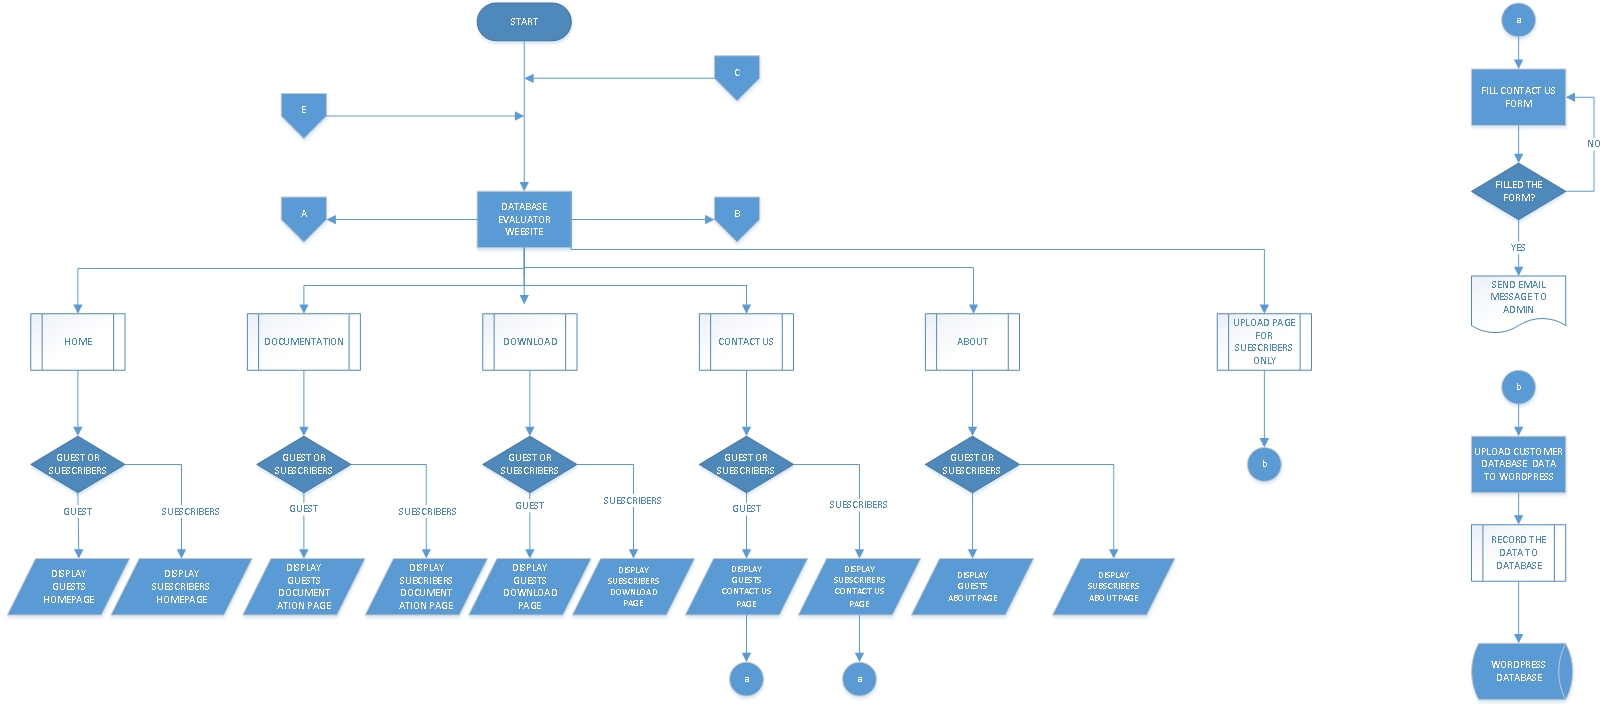 START
C
E
A
DATABASE
EVALUATOR
WEBSITE
B
HOME
DOCUMENTATION
DOWNLOAD
CONTACT US
ABOUT
UPLOAD PAGE
FOR
SUBSCRIBERS
ONLY
GUEST OR
SUBSCRIBERS
GUEST OR
SUBSCRIBERS
GUEST OR
SUBSCRIBERS
GUEST OR
SUBSCRIBERS
GUEST OR
SUBSCRIBERS
b
GUEST
SUBSCRIBERS
GUEST
SUBSCRIBERS
GUEST
SUBSCRIBERS
GUEST
SUBSCRIBERS
DISPLAY
GUESTS
HOMEPAGE
DISPLAY
SUBSCRIBERS
HOMEPAGE
DISPLAY
GUESTS
DOCUMENT
ATION PAGE
DISPLAY
SUBCRIBERS
DOCUMENT
ATION PAGE
DISPLAY
GUESTS
DOWNLOAD
PAGE
DISPLAY
SUBSCRIBERS
DOWNLOAD
PAGE
DISPLAY
GUESTS
CONTACT US
PAGE
DISPLAY
SUBSCRIBERS
CONTACT US
PAGE
DISPLAY
GUESTS
ABOUT PAGE
DISPLAY
SUBSCRIBERS
ABOUT PAGE
a
a
a
FILL CONTACT US
FORM
NO
FILLED THE
FORM?
YES
SEND EMAIL
MESSAGE TO
ADMIN
b
UPLOAD CUSTOMER
DATABASE DATA
TO WORDPRESS
RECORD THE
DATA TO
DATABASE
WORDPRESS
DATABASE